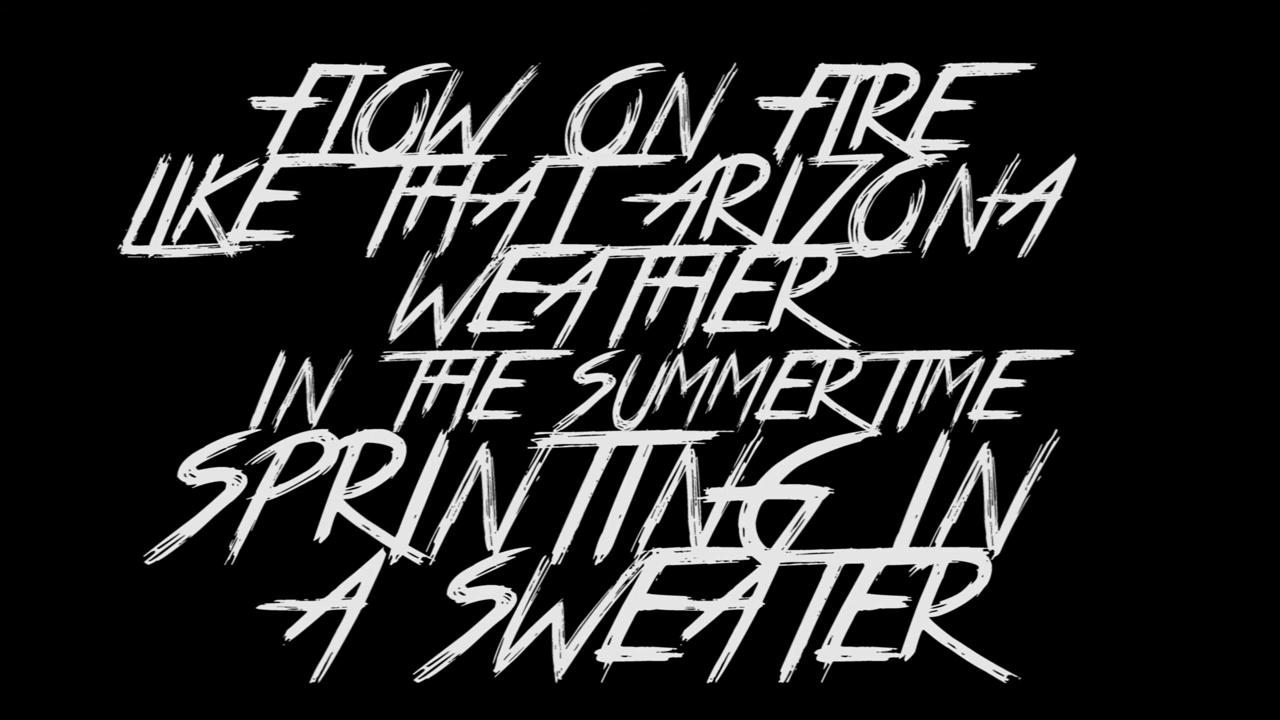 FLOW ON FIRE
LIKE THAT ARIZONA
WEATHER
IN THE SUMMERTIME
SPRINTING IN
A SWEATER